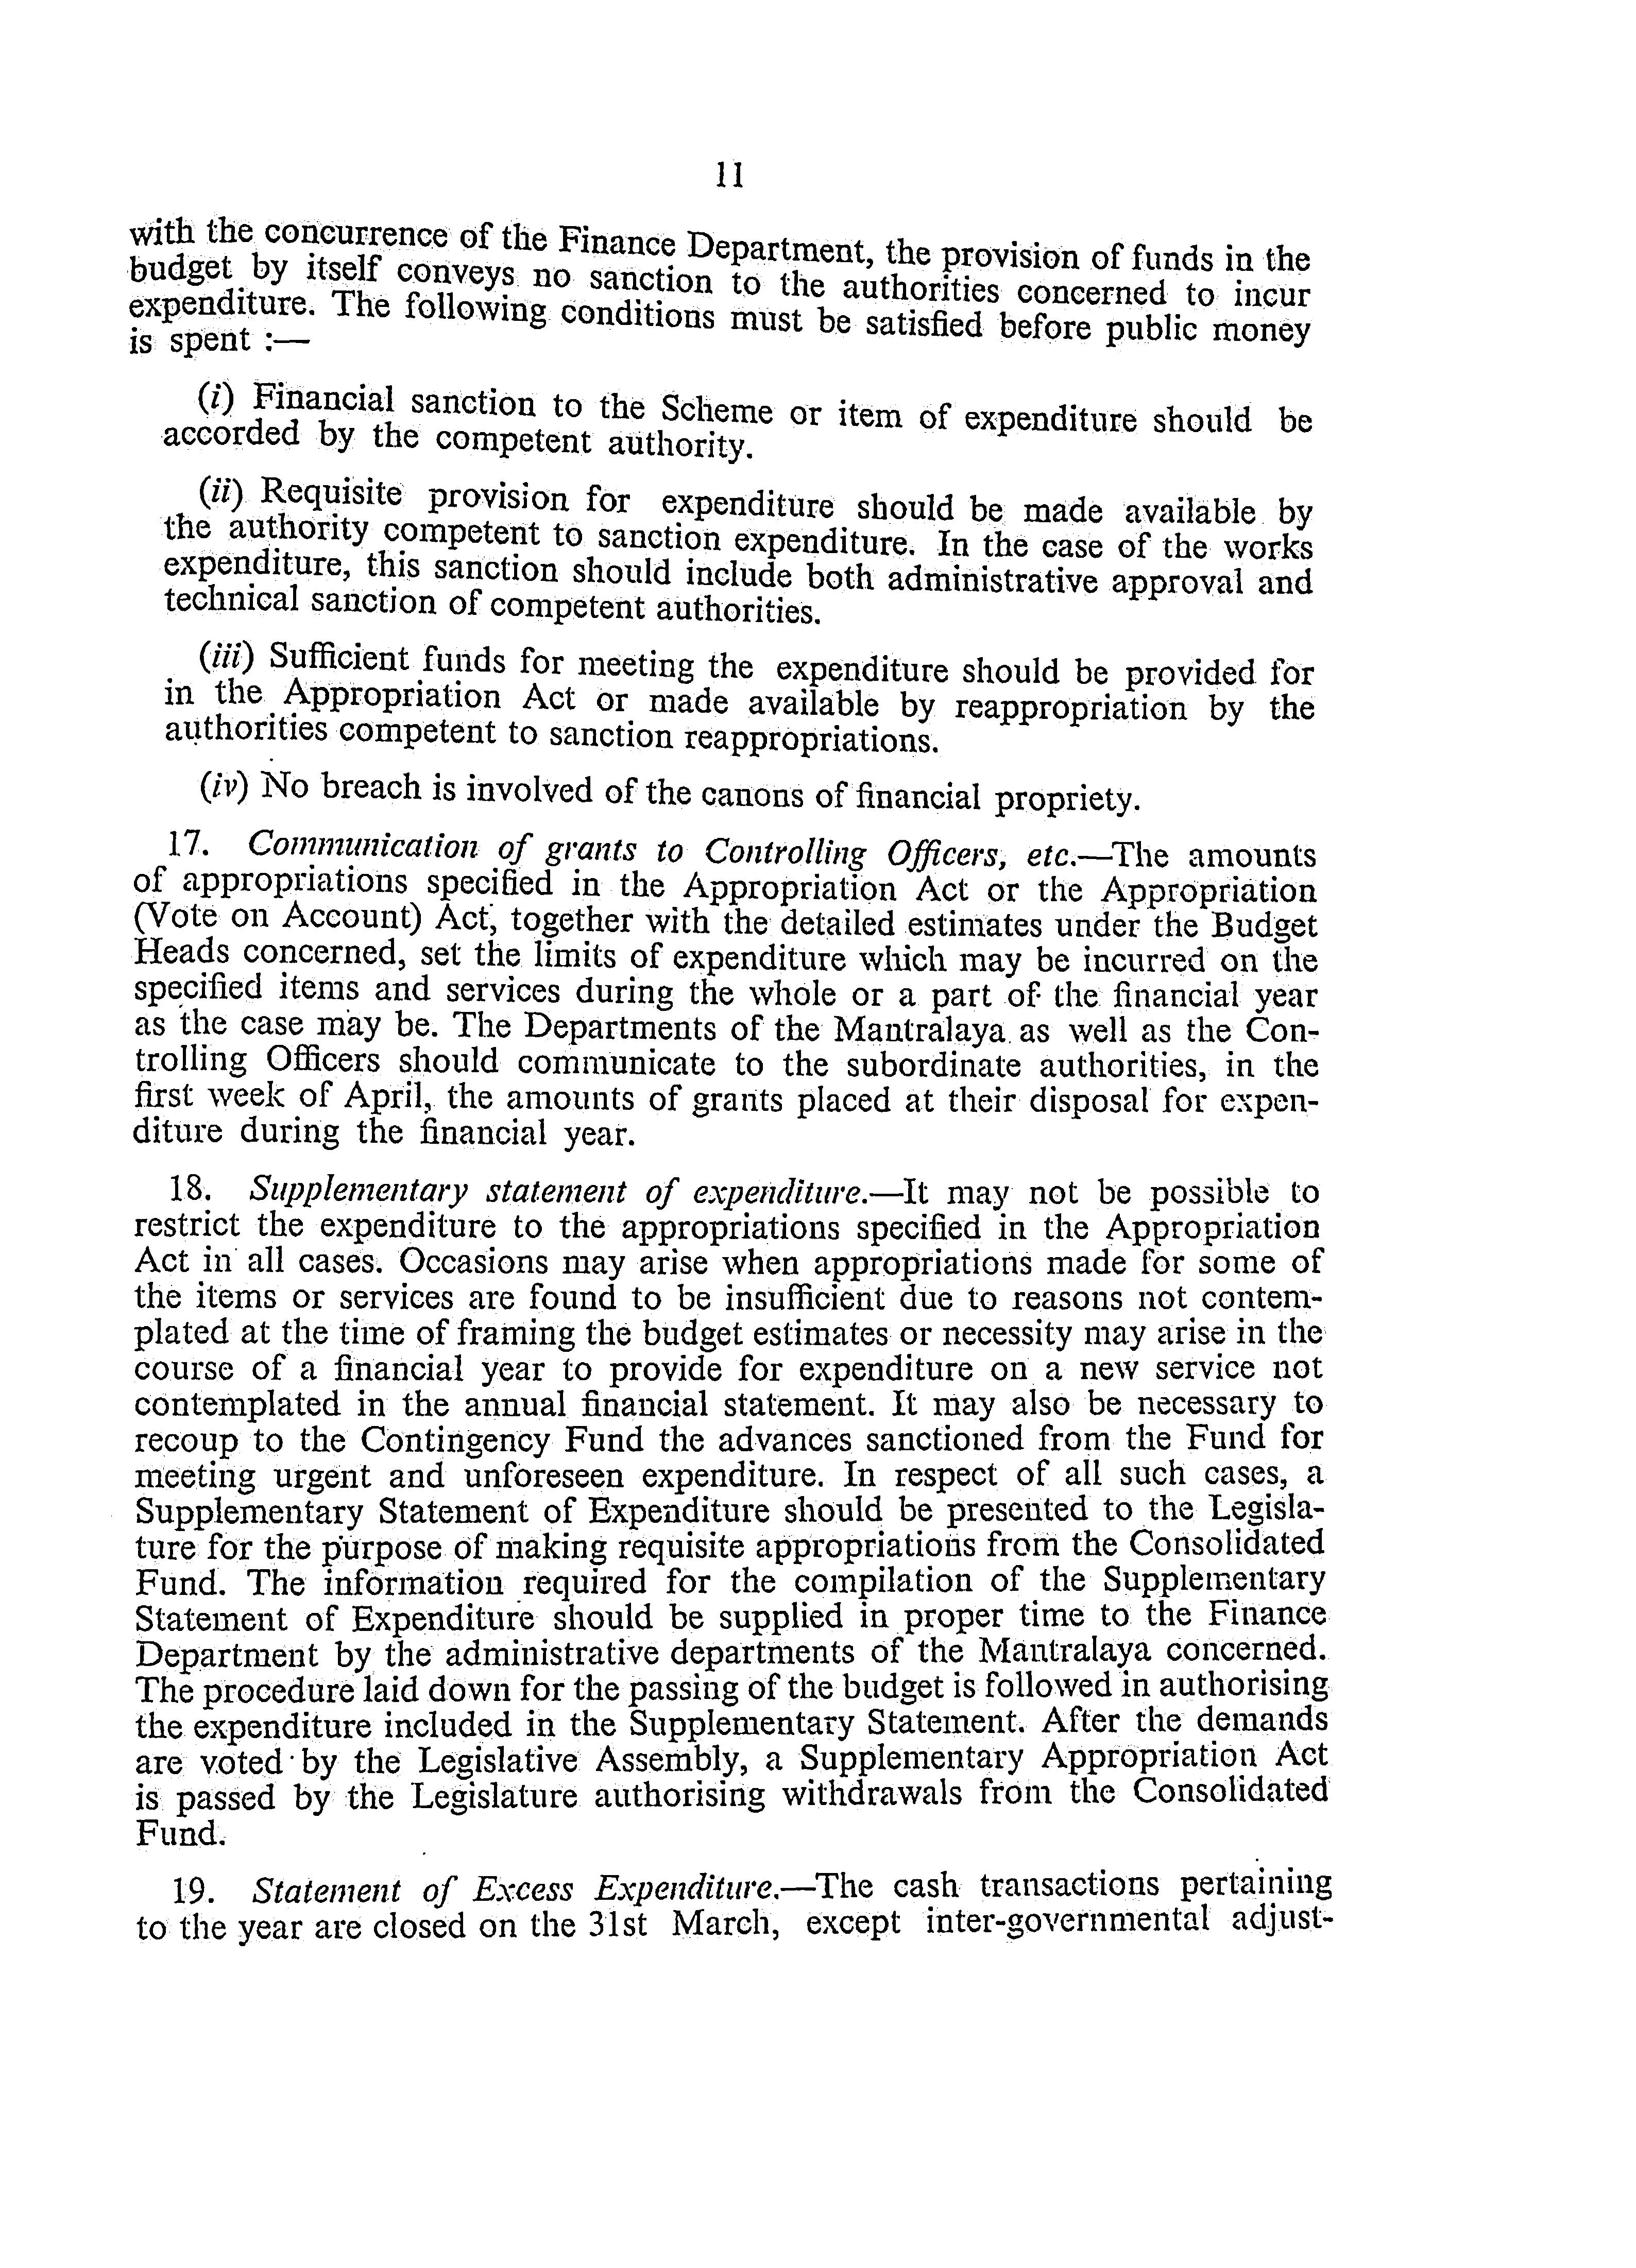 11
with the concurrence of the Finance Department, the provision of funds in the
budget by itself conveys no sanction to the authorities concerned to incur
expenditure. The following conditions must be satisfied before public money
is spent :—
(i) Financial sanction to the Scheme or item of expenditure should be
accorded by the competent authority.
(ii) Requisite provision for expenditure should be made available by
the authority competent to sanction expenditure. In the case of the works
expenditure, this sanction should include both administrative approval and
technical sanction of competent authorities.
(iii) Sufficient funds for meeting the expenditure should be provided for
in the Appropriation Act or made available by reappropriation by the
authorities competent to sanction reappropriations.
(iv) No breach is involved of the canons of financial propriety.
17. Communication of grants to Controlling Officers, etc.—The amounts
of appropriations specified in the Appropriation Act or the Appropriation
(Vote on Account) Act, together with the detailed estimates under the Budget
Heads concerned, set the limits of expenditure which may be incurred on the
specified items and services during the whole or a part of the financial year
as the case may be. The Departments of the Mantralaya as well as the Con-
trolling Officers should communicate to the subordinate authorities, in the
first week of April, the amounts of grants placed at their disposal for expen-
diture during the financial year.
18. Supplementary statement of expenditure.—It may not be possible to
restrict the expenditure to the appropriations specified in the Appropriation
Act in all cases. Occasions may arise when appropriations made for some of
the items or services are found to be insufficient due to reasons not contem-
plated at the time of framing the budget estimates or necessity may arise in the
course of a financial year to provide for expenditure on a new service not
contemplated in the annual financial statement. It may also be necessary to
recoup to the Contingency Fund the advances sanctioned from the Fund for
meeting urgent and unforeseen expenditure. In respect of all such cases, a
Supplementary Statement of Expenditure should be presented to the Legisla-
ture for the purpose of making requisite appropriations from the Consolidated
Fund. The information required for the compilation of the Supplementary
Statement of Expenditure should be supplied in proper time to the Finance
Department by the administrative departments of the Mantralaya concerned.
The procedure laid down for the passing of the budget is followed in authorising
the expenditure included in the Supplementary Statement. After the demands
are voted by the Legislative Assembly, a Supplementary Appropriation Act
is passed by the Legislature authorising withdrawals from the Consolidated
Fund.
19. Statement of Excess Expenditure.—The cash transactions pertaining
to the year are closed on the 31st March, except inter-governmental adjust-